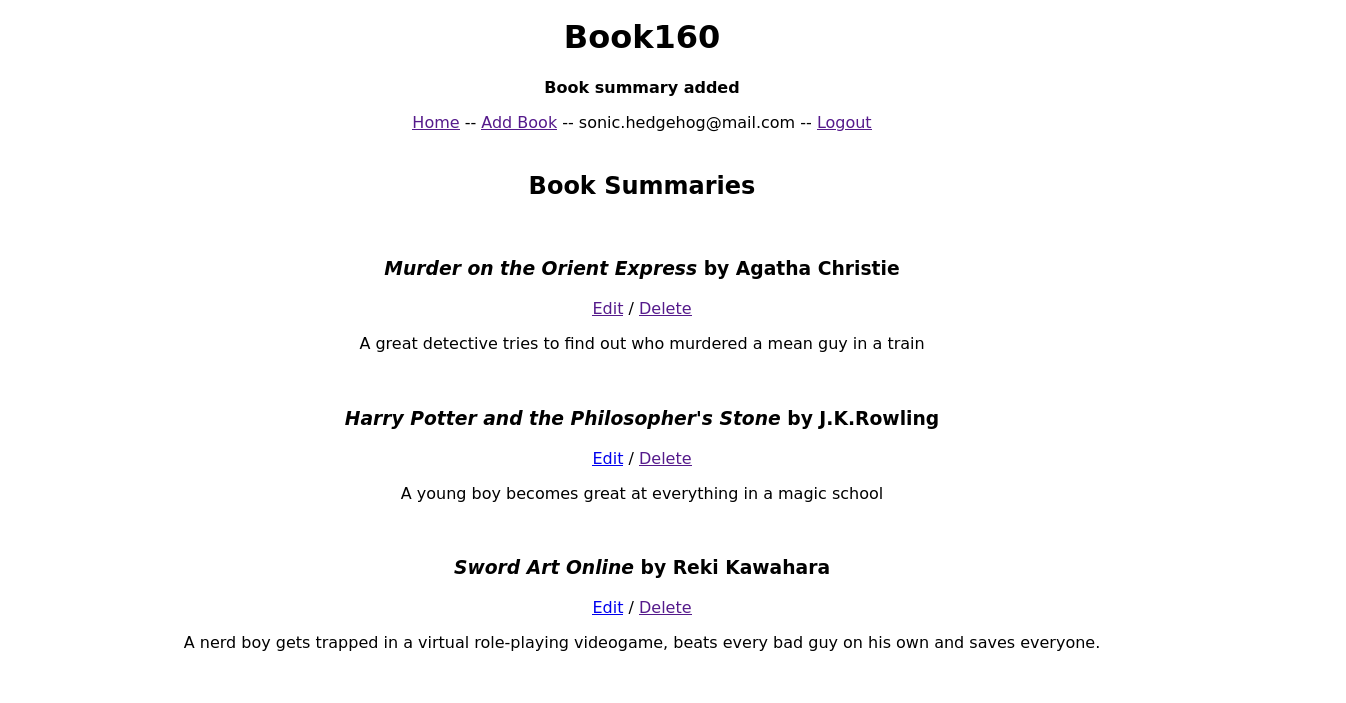 Book160
Book summary added
Home -- Add Book -- sonic.hedgehog@mail.com -- Logout
Book Summaries
Murder on the Orient Express by Agatha Christie
Edit / Delete
A great detective tries to find out who murdered a mean guy in a train
Harry Potter and the Philosopher's Stone by J.K.Rowling
Edit / Delete
A young boy becomes great at everything in a magic school
Sword Art Online by Reki Kawahara
Edit / Delete
A nerd boy gets trapped in a virtual role-playing videogame, beats every bad guy on his own and saves everyone.